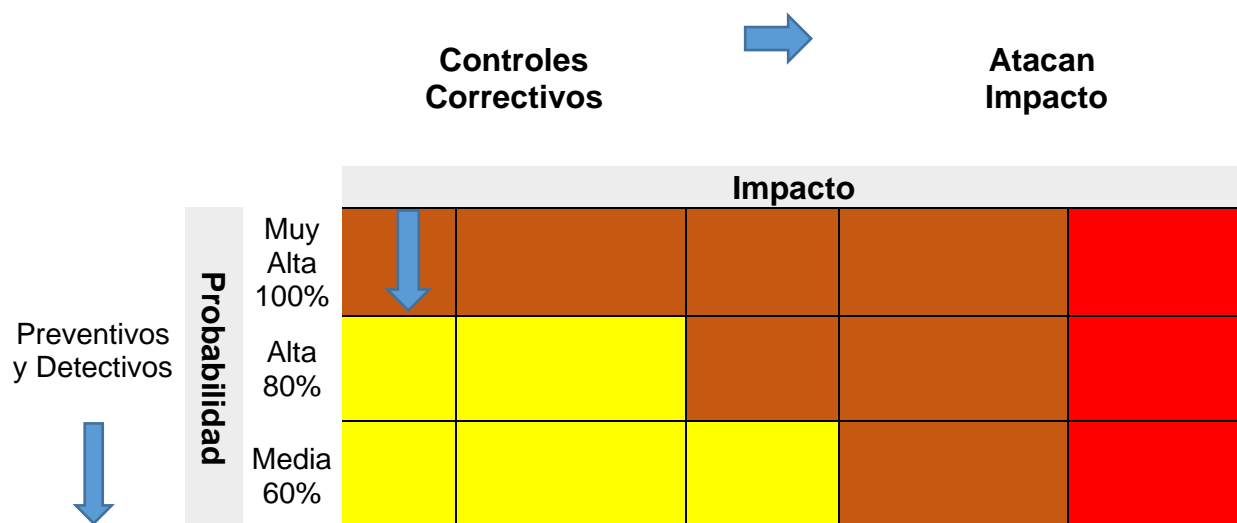 Controles
Correctivos
Atacan
Impacto
Impacto
Preventivos
y Detectivos
Probabilidad
Muy
Alta
100%
Alta
80%
Media
60%